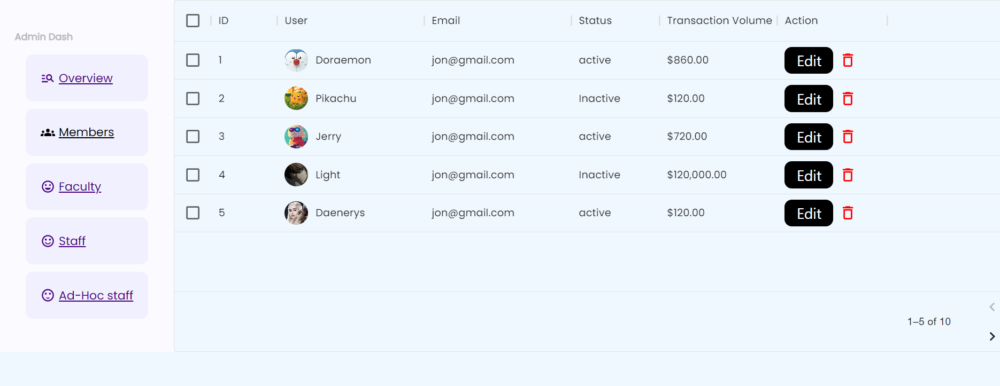 Admin Dash
Overview
Members
Faculty
Staff
Ad-Hoc staff
ID User Email Status Transaction Volume Action
1 Doraemon jon@gmail.com active $860.00 Edit
2 Pikachu jon@gmail.com Inactive $120.00 Edit
3 Jerry jon@gmail.com active $720.00 Edit
4 Light jon@gmail.com Inactive $120,000.00 Edit
5 Daenerys jon@gmail.com active $120.00 Edit
1–5 of 10